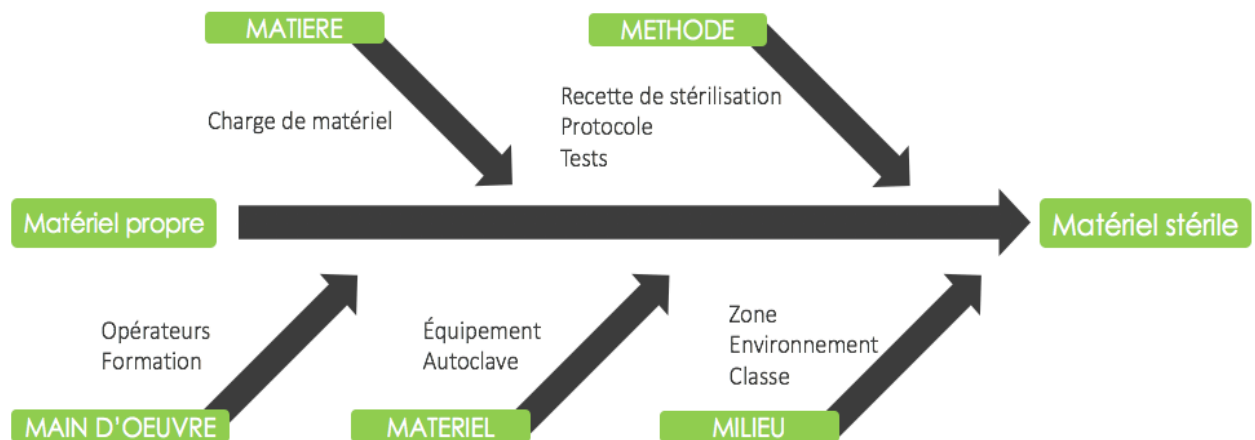 MATIERE
METHODE
Charge de matériel
Recette de stérilisation
Protocole
Tests
Matériel propre
Matériel stérile
Opérateurs
Formation
Équipement
Autoclave
Zone
Environnement
Classe
MAIN D'OEUVRE
MATERIEL
MILIEU